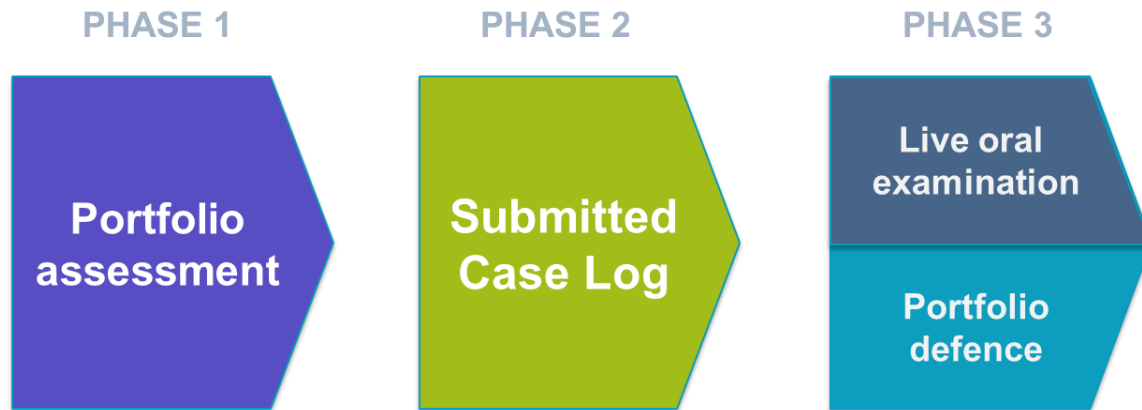 PHASE 1
PHASE 2
PHASE 3
Portfolio
assessment
Submitted
Case Log
Live oral
examination
Portfolio
defence